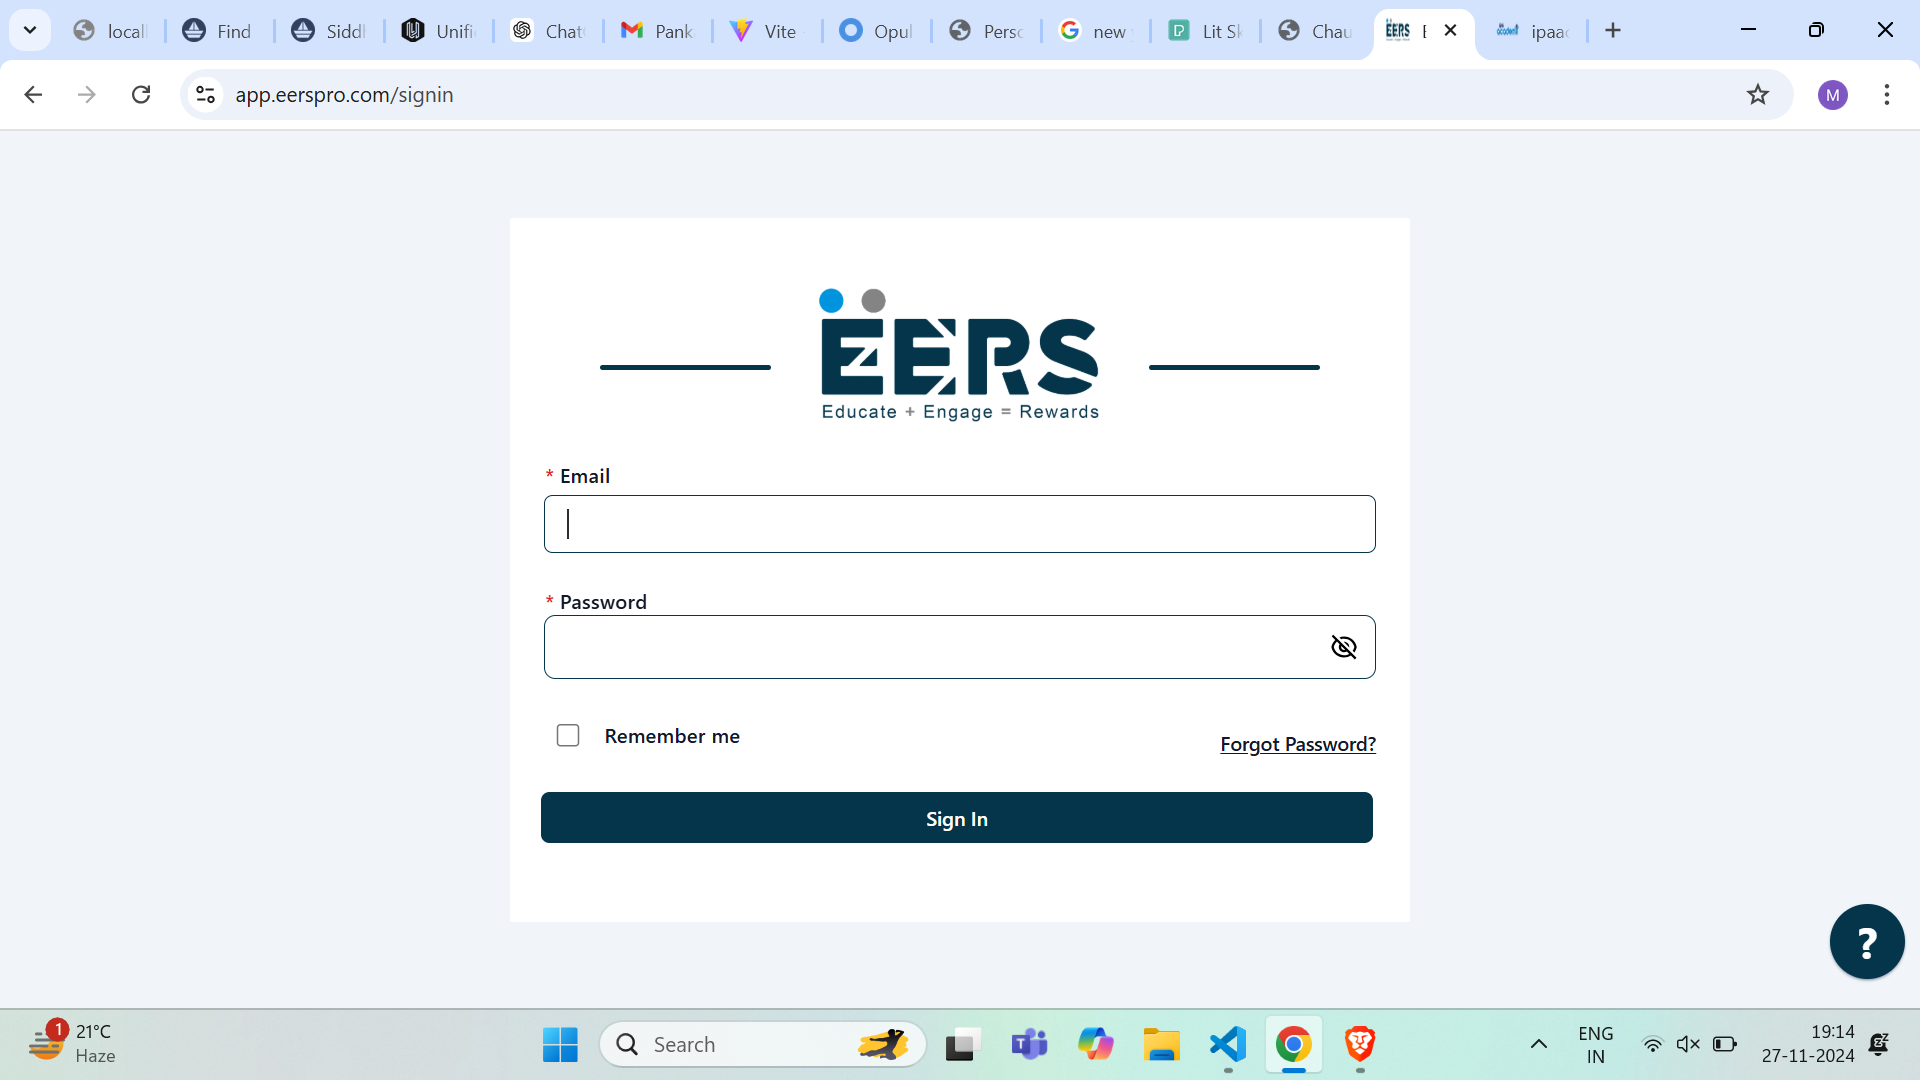 locall
Find
Siddl
Unifi
Chat
Pank
Vite
Opul
Perso
new
Lit Sk
Chau
EERS
ipaac
app.eerspro.com/signin
M
EERS
Educate + Engage = Rewards
* Email
* Password
Remember me
Forgot Password?
Sign In
?
1
21°C
Haze
Search
ENG
IN
19:14
27-11-2024